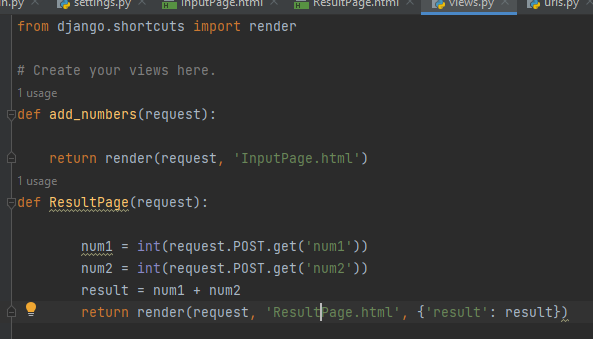 settings.py InputPage.html ResultPage.html views.py urls.py
from django.shortcuts import render
# Create your views here.
1 usage
def add_numbers(request):
return render(request, 'InputPage.html')
1 usage
def ResultPage(request):
num1 = int(request.POST.get('num1'))
num2 = int(request.POST.get('num2'))
result = num1 + num2
return render(request, 'ResultPage.html', {'result': result})